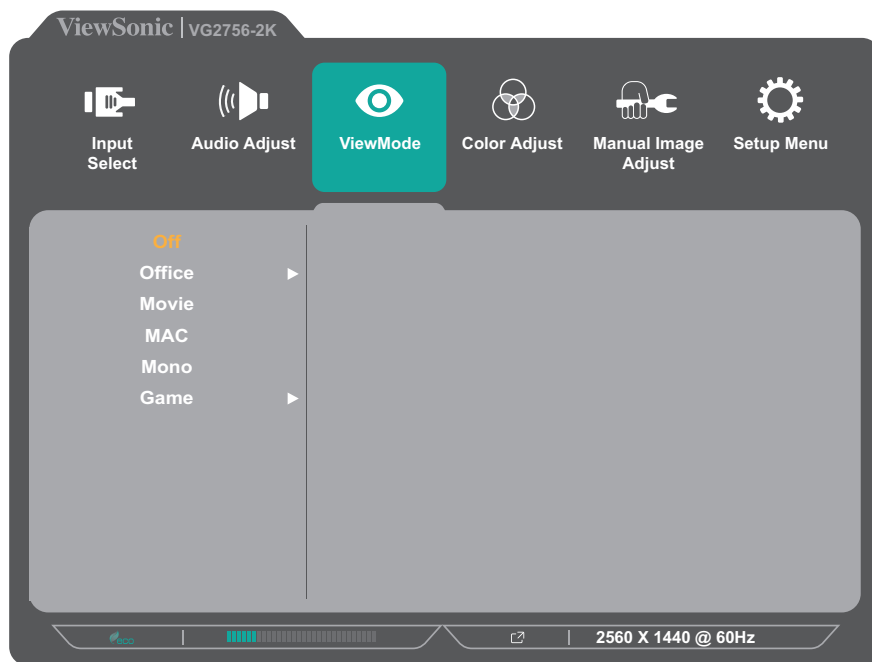 ViewSonic | VG2756-2K
Input Select
Audio Adjust
ViewMode
Color Adjust
Manual Image Adjust
Setup Menu
Off
Office
Movie
MAC
Mono
Game
eco
2560 X 1440 @ 60Hz